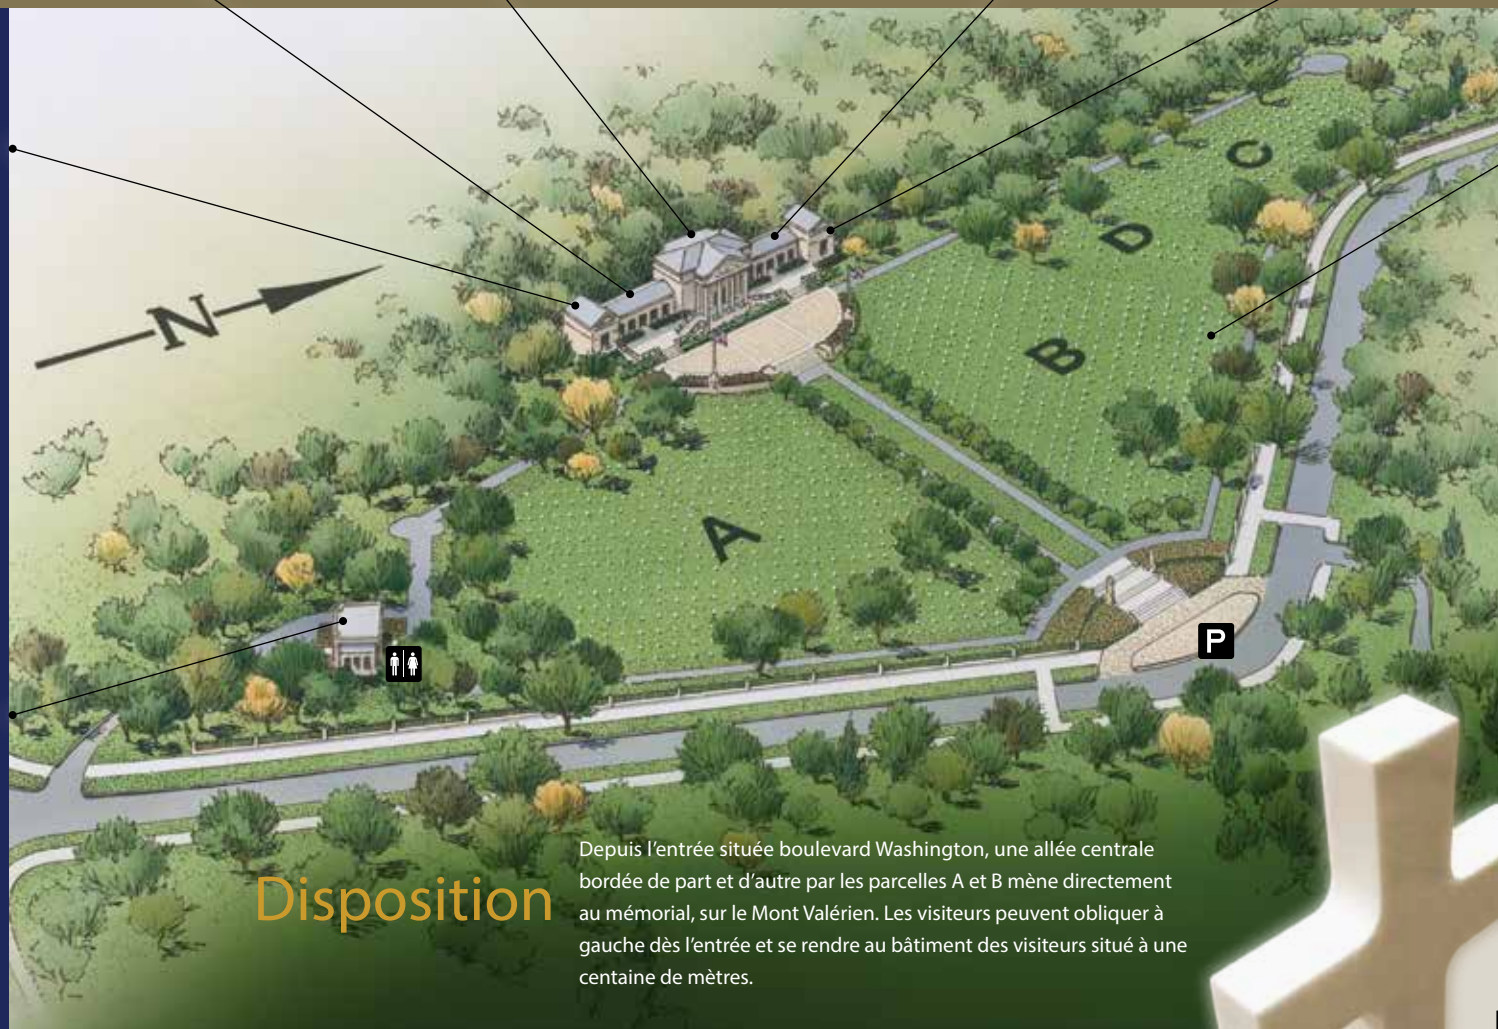 N
C
D
B
A
P
Disposition
Depuis l'entrée située boulevard Washington, une allée centrale
bordée de part et d'autre par les parcelles A et B mène directement
au mémorial, sur le Mont Valérien. Les visiteurs peuvent obliquer à
gauche dès l'entrée et se rendre au bâtiment des visiteurs situé à une
centaine de mètres.